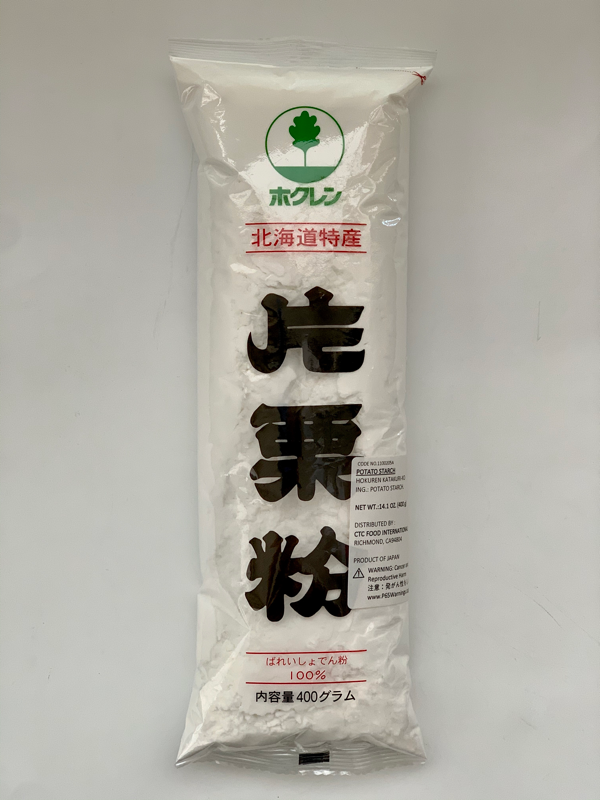 ホクレン
北海道特産
片栗粉
CODE NO.11002054
POTATO STARCH
HOKUREN KATAKURI-KO
ING.: POTATO STARCH
NET WT.:14.1 OZ. (400g
DISTRIBUTED BY:
CTC FOOD INTERNATIONAL
RICHMOND, CA94804
PRODUCT OF JAPAN
WARNING: Cancer
Reproductive Harm
注意：発がん性
www.P65Warnings
ばれいしょでん粉
100%
内容量400グラム